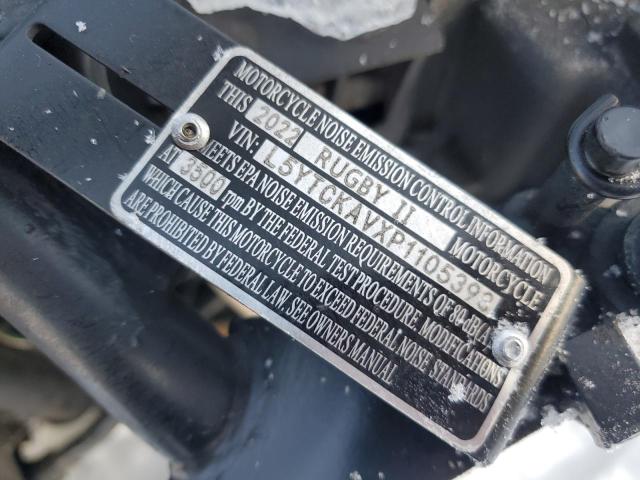 MOTORCYCLE NOISE EMISSION CONTROL INFORMATION
THIS 2022 RUGBY II MOTORCYCLE
VIN: L5YTCKAVXP1105393
MEETS EPA NOISE EMISSION REQUIREMENTS OF 80 dB(A)
AT 3500 rpm BY THE FEDERAL TEST PROCEDURE. MODIFICATIONS
WHICH CAUSE THIS MOTORCYCLE TO EXCEED FEDERAL NOISE STANDARDS
ARE PROHIBITED BY FEDERAL LAW. SEE OWNERS MANUAL